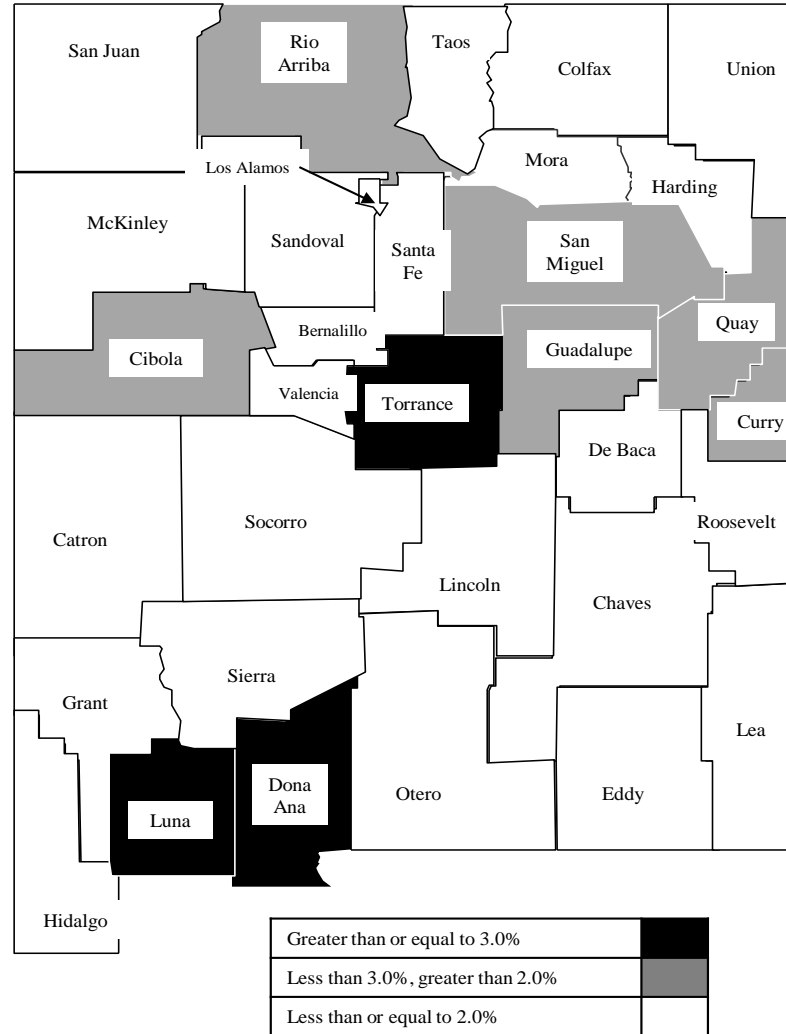 San Juan
Rio
Arriba
Taos
Colfax
Union
Los Alamos
Mora
Harding
McKinley
Sandoval
Santa
Fe
San
Miguel
Bernalillo
Cibola
Guadalupe
Quay
Valencia
Torrance
Curry
De Baca
Catron
Socorro
Roosevelt
Lincoln
Chaves
Sierra
Grant
Lea
Dona
Ana
Luna
Otero
Eddy
Hidalgo
Greater than or equal to 3.0%
Less than 3.0%, greater than 2.0%
Less than or equal to 2.0%